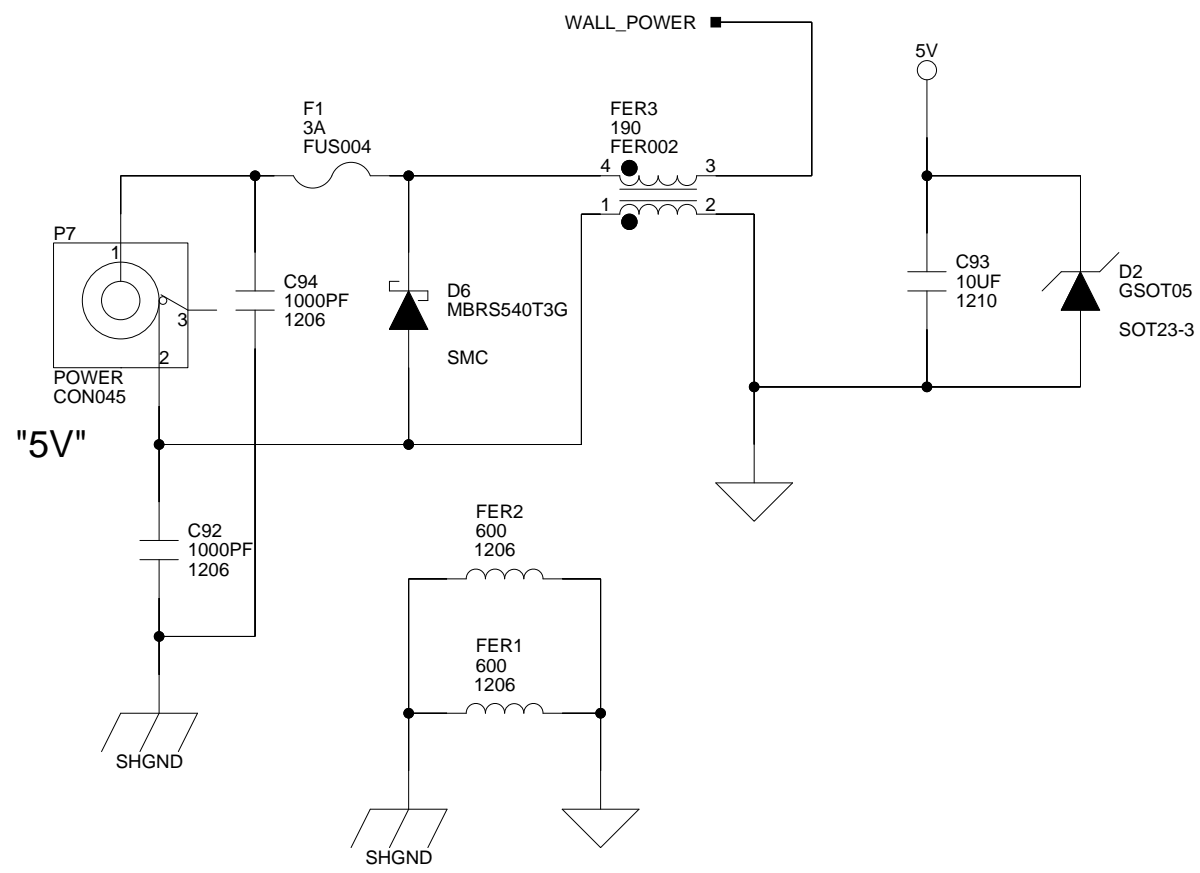 WALL_POWER
5V
F1
3A
FUS004
FER3
190
FER002
4
3
1
2
P7
1
3
2
POWER
CON045
"5V"
C94
1000PF
1206
D6
MBRS540T3G
SMC
C93
10UF
1210
D2
GSOT05
SOT23-3
C92
1000PF
1206
SHGND
FER2
600
1206
FER1
600
1206
SHGND